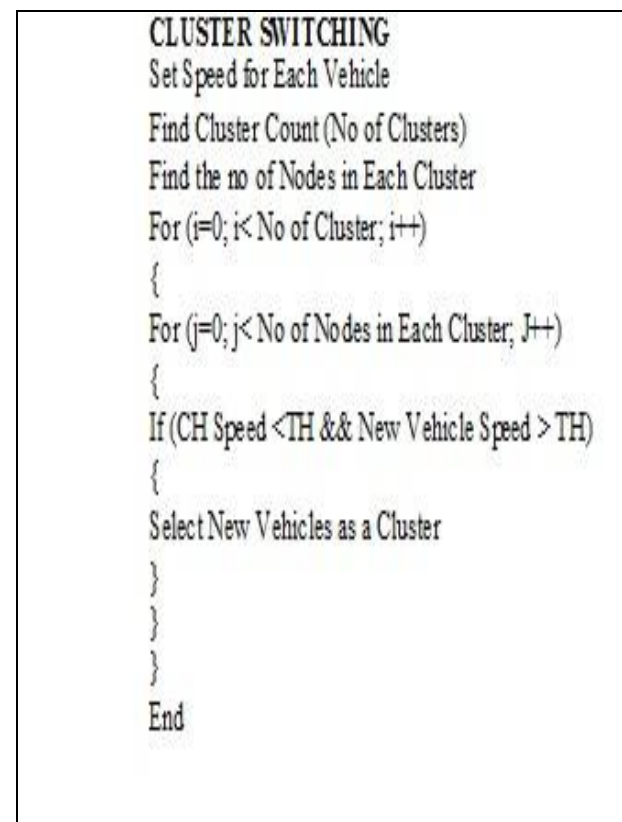 CLUSTER SWITCHING
Set Speed for Each Vehicle
Find Cluster Count (No of Clusters)
Find the no of Nodes in Each Cluster
For (i=0; i< No of Cluster; i++)
{
For (j=0; j< No of Nodes in Each Cluster; J++)
{
If (CH Speed <TH && New Vehicle Speed > TH)
{
Select New Vehicles as a Cluster
}
}
}
End